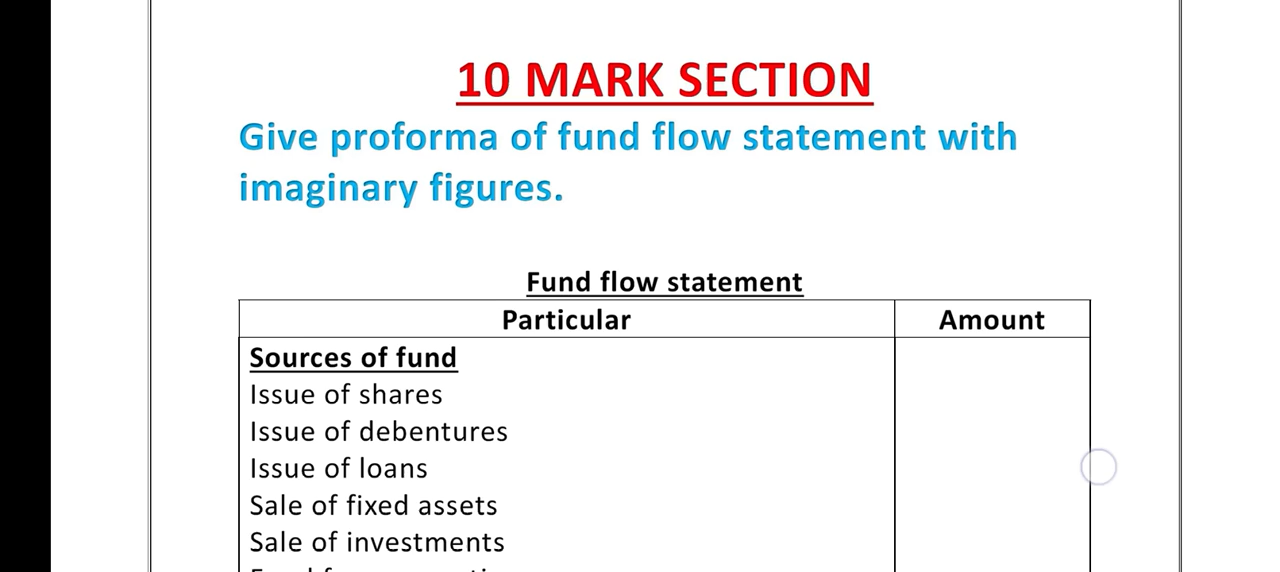 10 MARK SECTION
Give proforma of fund flow statement with
imaginary figures.
Fund flow statement
Particular Amount
Sources of fund
Issue of shares
Issue of debentures
Issue of loans
Sale of fixed assets
Sale of investments